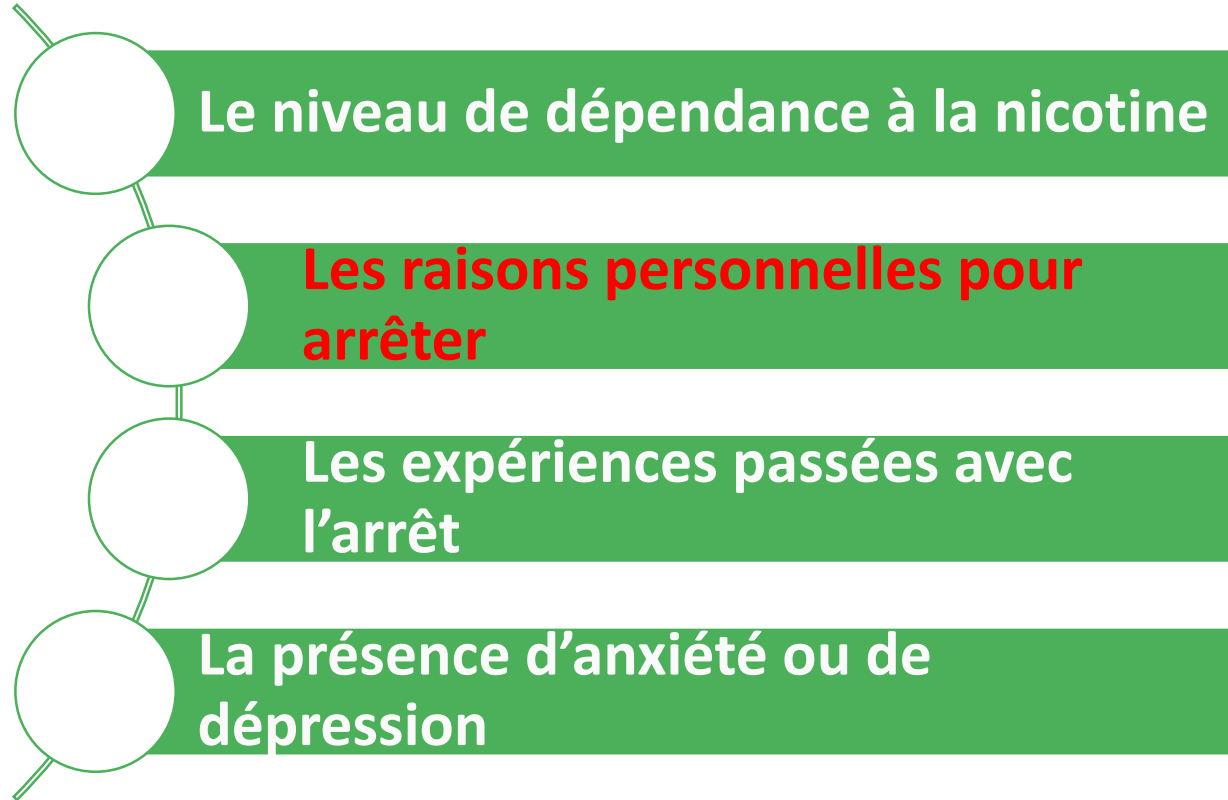 Le niveau de dépendance à la nicotine
Les raisons personnelles pour
arrêter
Les expériences passées avec
l’arrêt
La présence d’anxiété ou de
dépression